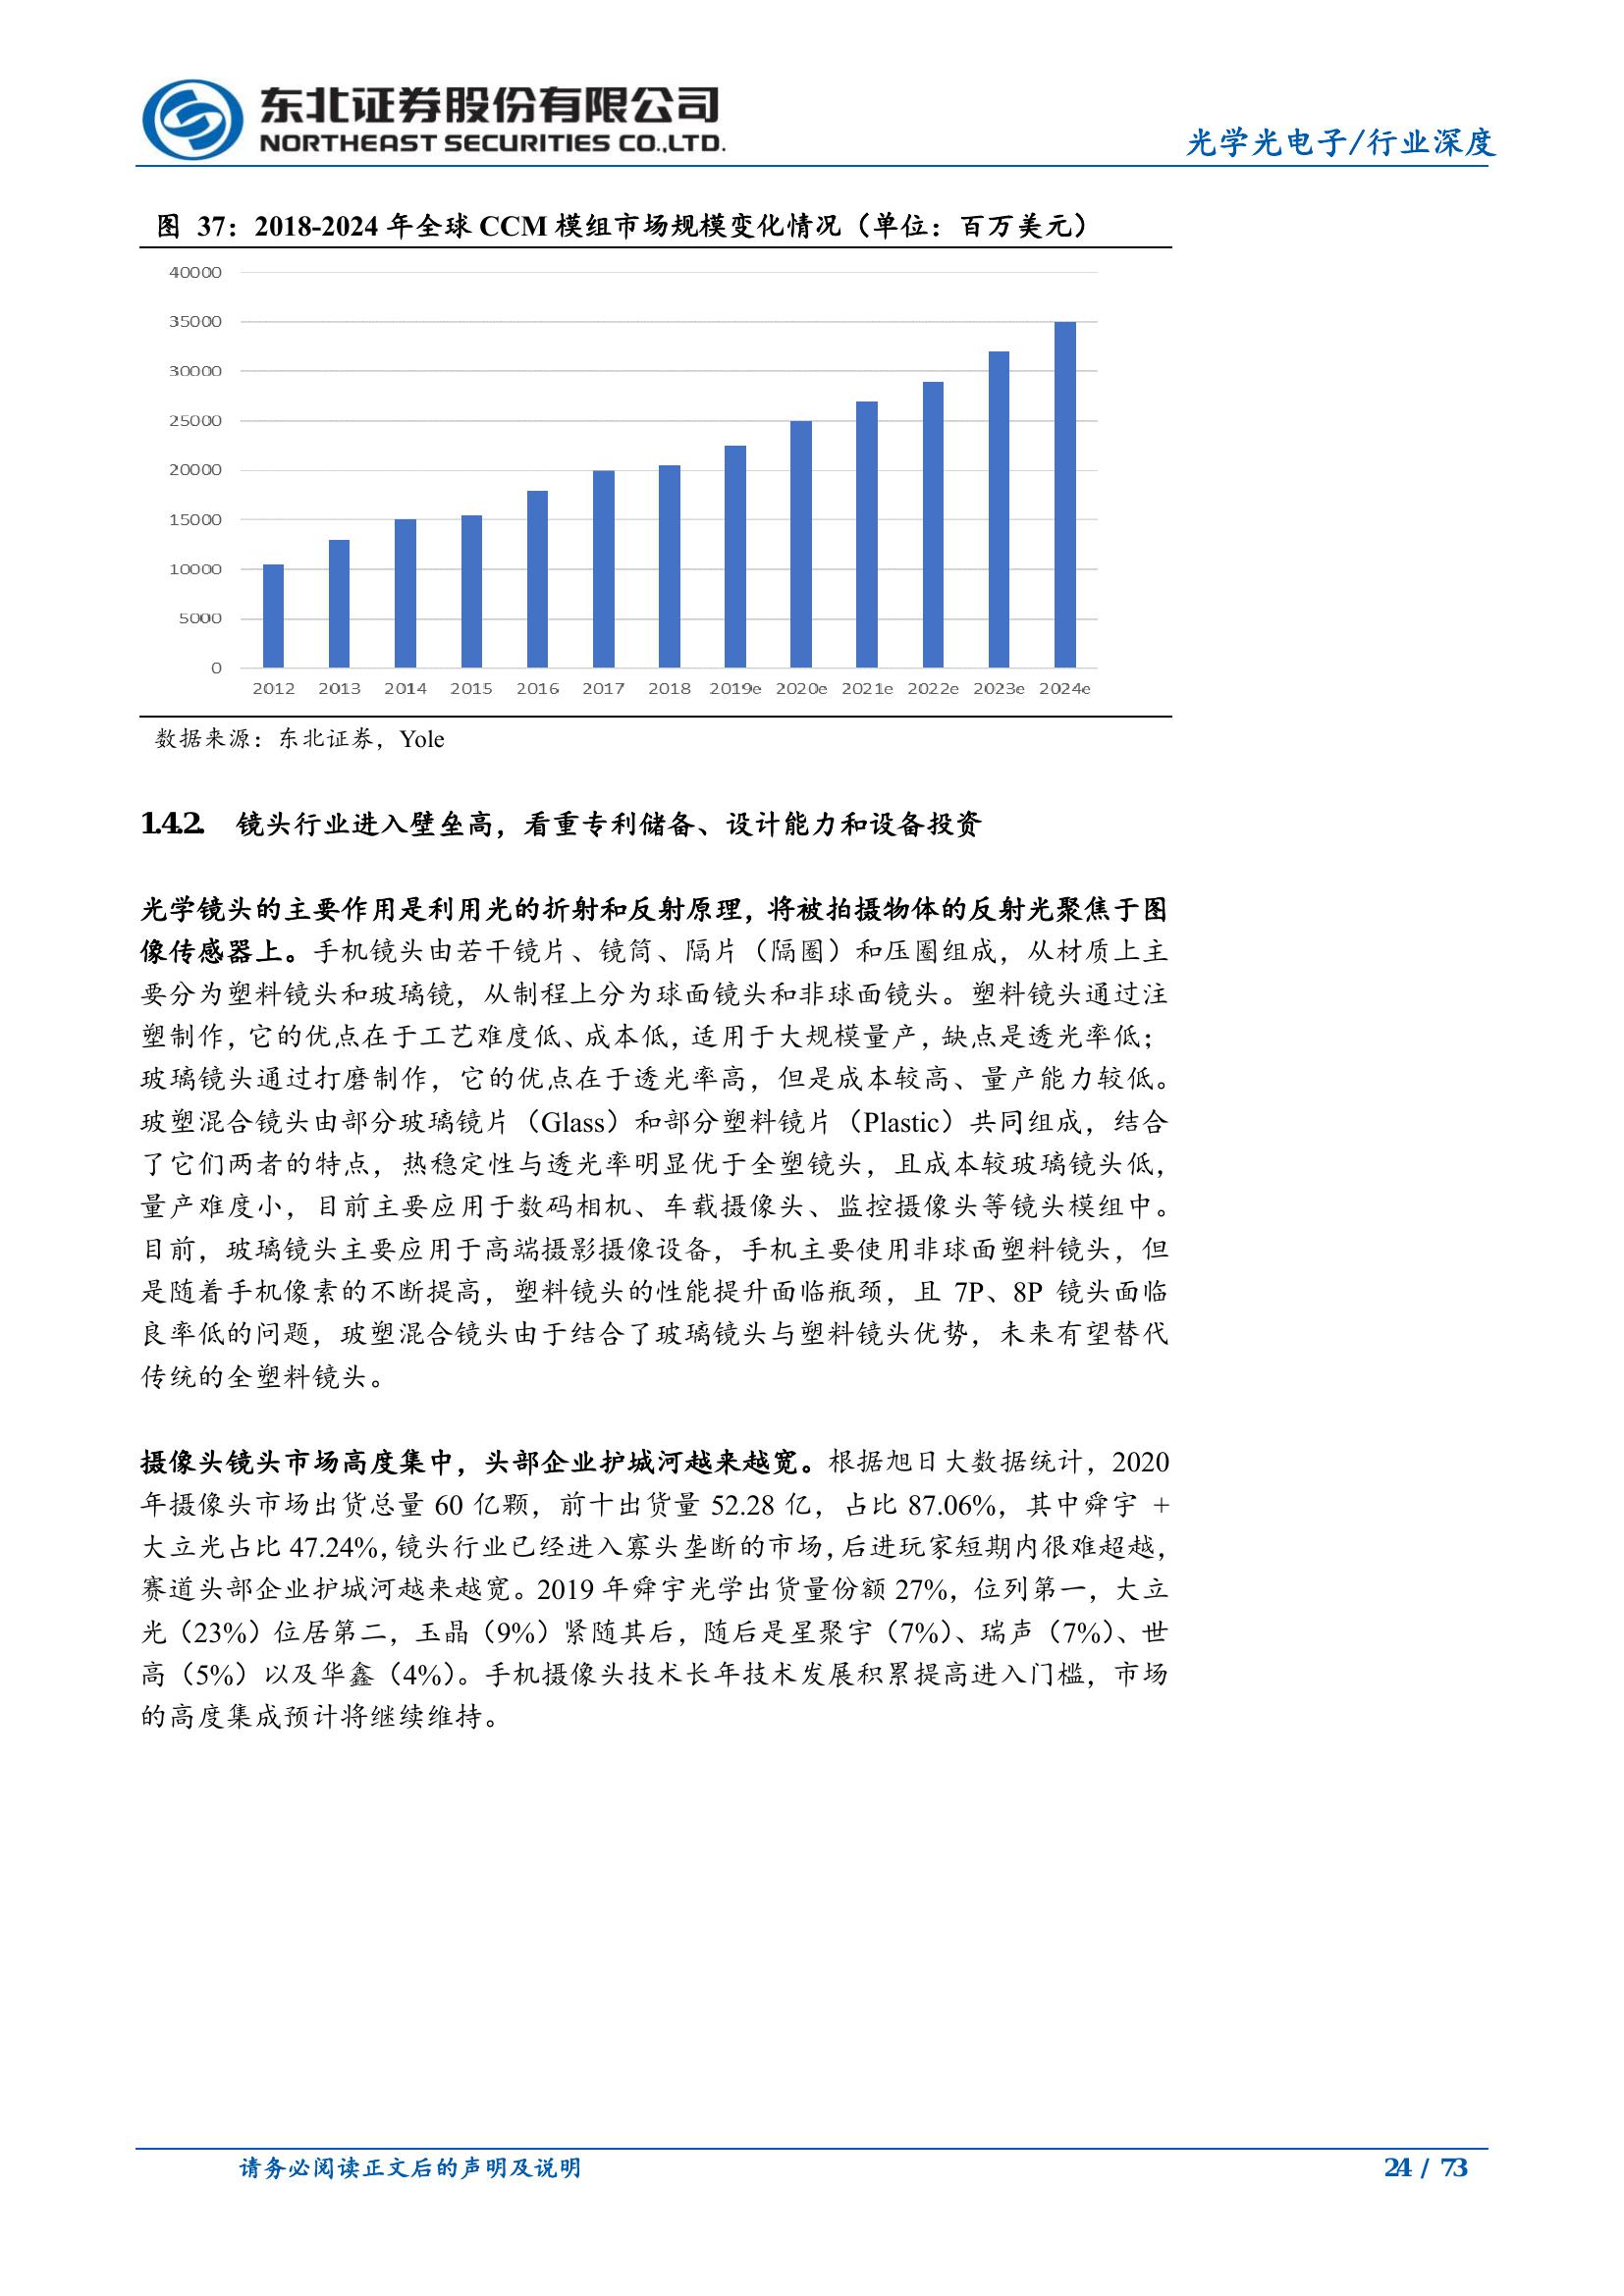 东北证券股份有限公司
NORTHEAST SECURITIES CO.,LTD.
光学光电子/行业深度
图 37：2018-2024 年全球 CCM 模组市场规模变化情况（单位：百万美元）
40000
35000
30000
25000
20000
15000
10000
5000
0
2012 2013 2014 2015 2016 2017 2018 2019e 2020e 2021e 2022e 2023e 2024e
数据来源：东北证券，Yole
1.4.2. 镜头行业进入壁垒高，看重专利储备、设计能力和设备投资
光学镜头的主要作用是利用光的折射和反射原理，将被拍摄物体的反射光聚焦于图
像传感器上。手机镜头由若干镜片、镜筒、隔片（隔圈）和压圈组成，从材质上主
要分为塑料镜头和玻璃镜，从制程上分为球面镜头和非球面镜头。塑料镜头通过注
塑制作，它的优点在于工艺难度低、成本低，适用于大规模量产，缺点是透光率低；
玻璃镜头通过打磨制作，它的优点在于透光率高，但是成本较高、量产能力较低。
玻塑混合镜头由部分玻璃镜片（Glass）和部分塑料镜片（Plastic）共同组成，结合
了它们两者的特点，热稳定性与透光率明显优于全塑镜头，且成本较玻璃镜头低，
量产难度小，目前主要应用于数码相机、车载摄像头、监控摄像头等镜头模组中。
目前，玻璃镜头主要应用于高端摄影摄像设备，手机主要使用非球面塑料镜头，但
是随着手机像素的不断提高，塑料镜头的性能提升面临瓶颈，且 7P、8P 镜头面临
良率低的问题，玻塑混合镜头由于结合了玻璃镜头与塑料镜头优势，未来有望替代
传统的全塑料镜头。
摄像头镜头市场高度集中，头部企业护城河越来越宽。根据旭日大数据统计，2020
年摄像头市场出货总量 60 亿颗，前十出货量 52.28 亿，占比 87.06%，其中舜宇 +
大立光占比 47.24%，镜头行业已经进入寡头垄断的市场，后进玩家短期内很难超越，
赛道头部企业护城河越来越宽。2019 年舜宇光学出货量份额 27%，位列第一，大立
光（23%）位居第二，玉晶（9%）紧随其后，随后是星聚宇（7%）、瑞声（7%）、世
高（5%）以及华鑫（4%）。手机摄像头技术长年技术发展积累提高进入门槛，市场
的高度集成预计将继续维持。
请务必阅读正文后的声明及说明
24 / 73